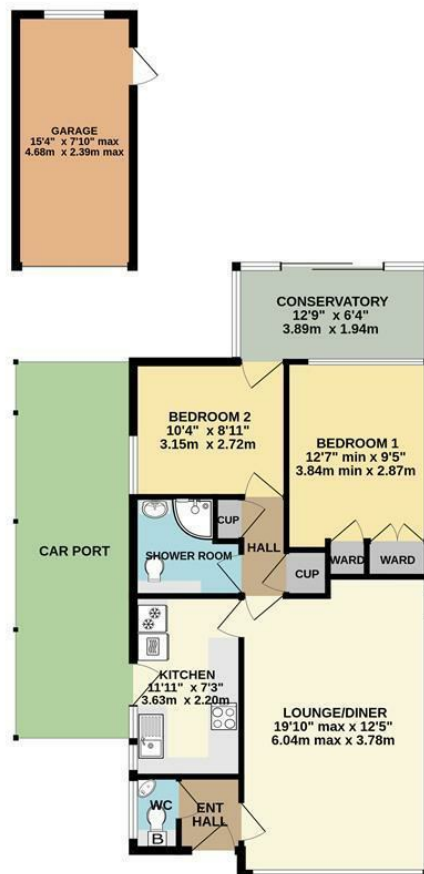 GARAGE
15'4" x 7'10" max
4.68m x 2.39m max
CONSERVATORY
12'9" x 6'4"
3.89m x 1.94m
BEDROOM 2
10'4" x 8'11"
3.15m x 2.72m
BEDROOM 1
12'7" min x 9'5"
3.84m min x 2.87m
CAR PORT
CUP
SHOWER ROOM
HALL
CUP
WARD
WARD
KITCHEN
11'11" x 7'3"
3.63m x 2.20m
LOUNGE/DINER
19'10" max x 12'5"
6.04m max x 3.78m
WC
ENT
HALL
B